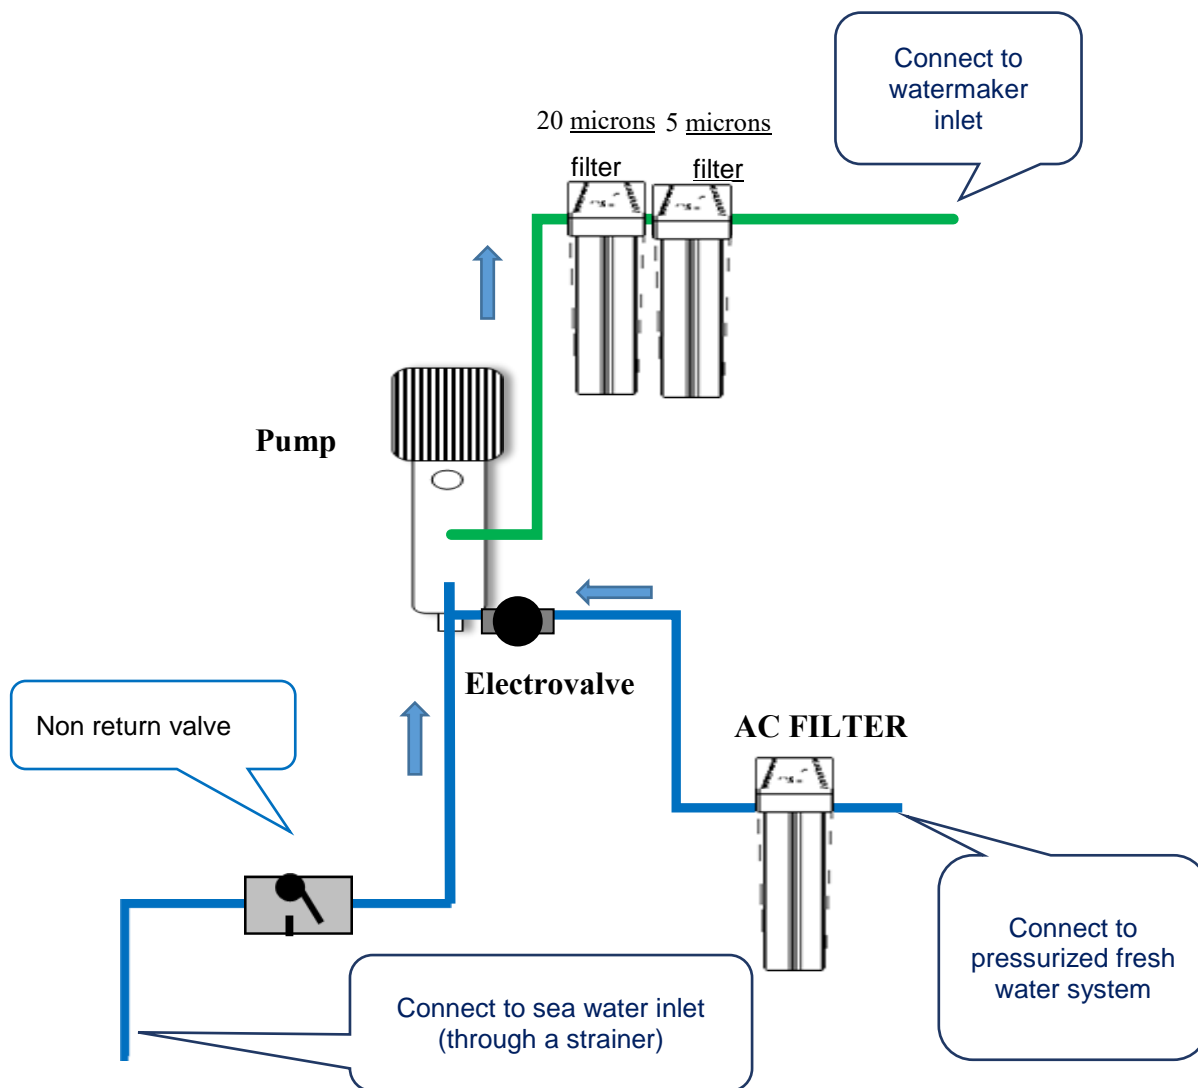 Connect to
watermaker
inlet
20 microns 5 microns
filter filter
Pump
Electrovalve
Non return valve
AC FILTER
Connect to
pressurized fresh
water system
Connect to sea water inlet
(through a strainer)